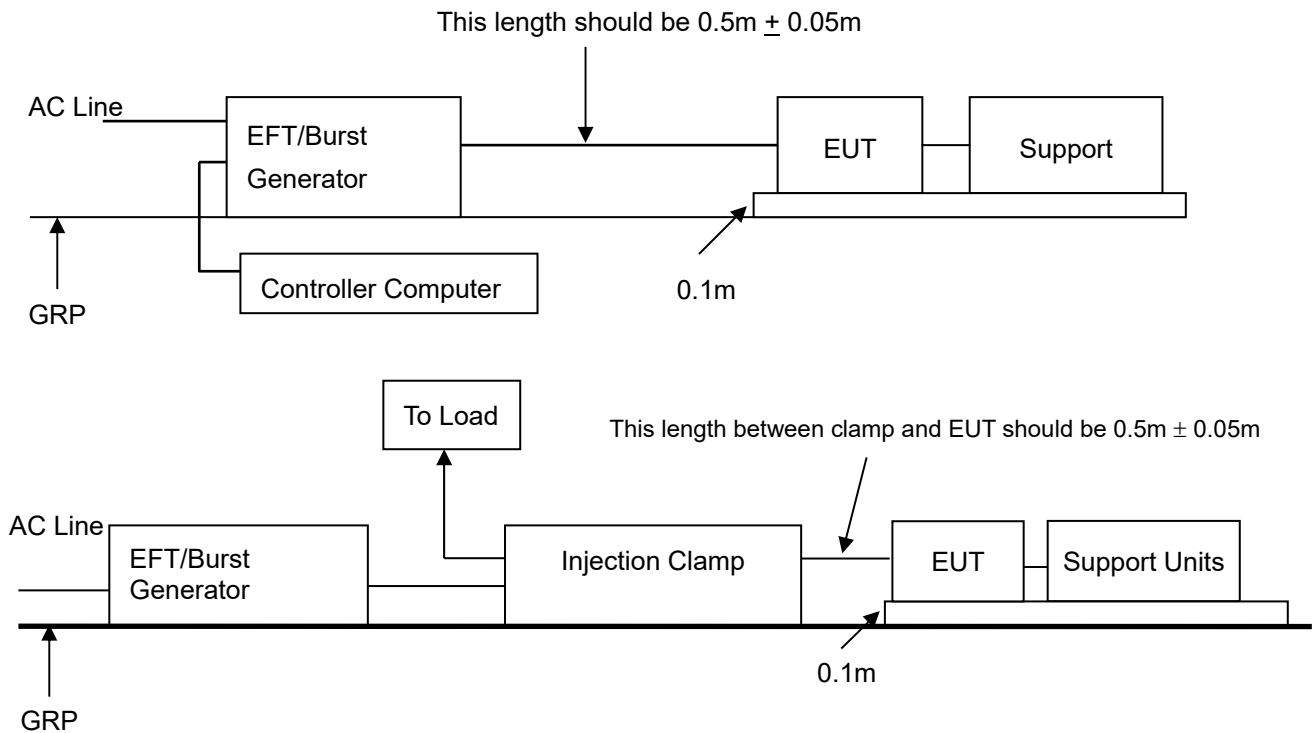 This length should be 0.5m ± 0.05m
AC Line
EFT/Burst
Generator
EUT
Support
Controller Computer
0.1m
GRP
To Load
This length between clamp and EUT should be 0.5m ± 0.05m
AC Line
EFT/Burst
Generator
Injection Clamp
EUT
Support Units
0.1m
GRP